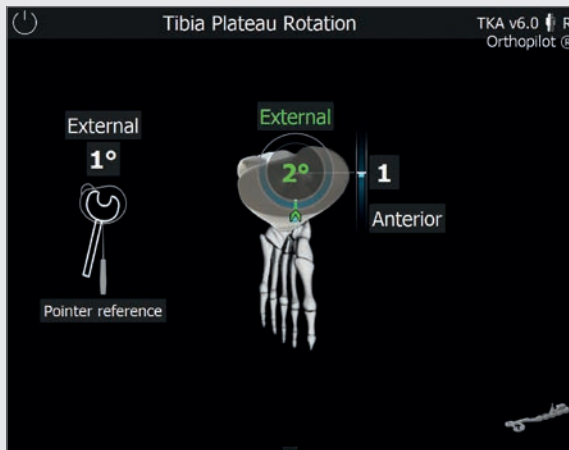 Tibia Plateau Rotation
TKA v6.0 R
Orthopilot ®
External
1°
Pointer reference
External
2°
1
Anterior